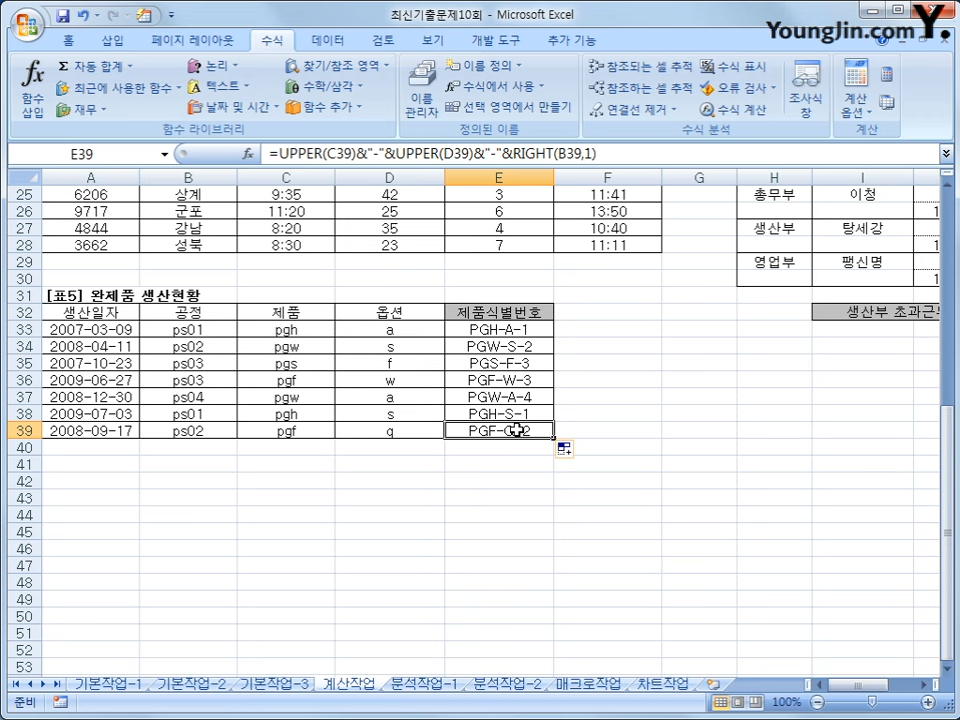 최신기출문제10회 - Microsoft Excel
YoungJin.com Y.
홈 삽입 페이지 레이아웃 수식 데이터 검토 보기 개발 도구 추가 기능
fx 함수 삽입
Σ 자동 합계
최근에 사용한 함수
재무
논리
텍스트
날짜 및 시간
찾기/참조 영역
수학/삼각
함수 추가
함수 라이브러리
이름 관리자
이름 정의
수식에서 사용
선택 영역에서 만들기
정의된 이름
참조되는 셀 추적
참조하는 셀 추적
연결선 제거
수식 표시
오류 검사
수식 계산
조사식 창
수식 분석
계산 옵션
계산
E39 fx =UPPER(C39)&"-"&UPPER(D39)&"-"&RIGHT(B39,1)
A B C D E F G H I
25 6206 상계 9:35 42 3 11:41 총무부 이청
26 9717 군포 11:20 25 6 13:50 1
27 4844 강남 8:20 35 4 10:40 생산부 탕세강
28 3662 성북 8:30 23 7 11:11 1
29 영업부 팽신명
30 1
31 [표5] 완제품 생산현황
32 생산일자 공정 제품 옵션 제품식별번호 생산부 초과근
33 2007-03-09 ps01 pgh a PGH-A-1
34 2008-04-11 ps02 pgw s PGW-S-2
35 2007-10-23 ps03 pgs f PGS-F-3
36 2009-06-27 ps03 pgf w PGF-W-3
37 2008-12-30 ps04 pgw a PGW-A-4
38 2009-07-03 ps01 pgh s PGH-S-1
39 2008-09-17 ps02 pgf q PGF-Q-2
40
41
42
43
44
45
46
47
48
49
50
51
52
53
기본작업-1 기본작업-2 기본작업-3 계산작업 분석작업-1 분석작업-2 매크로작업 차트작업
준비 100%